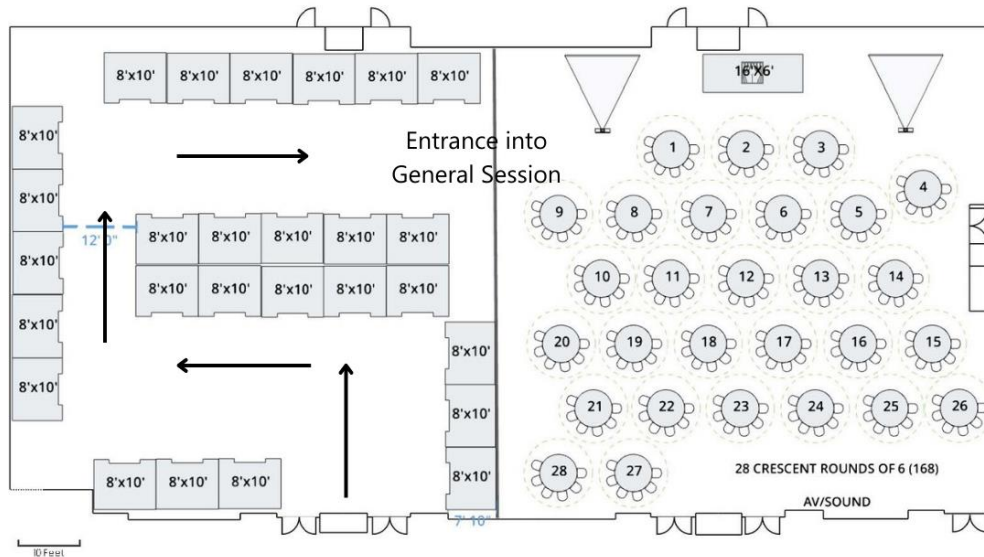 8'x10' 8'x10' 8'x10' 8'x10' 8'x10' 8'x10'
16'X6'
8'x10'
8'x10'
8'x10'
8'x10'
8'x10'
Entrance into
General Session
12' 0"
8'x10' 8'x10' 8'x10' 8'x10' 8'x10'
8'x10' 8'x10' 8'x10' 8'x10' 8'x10'
8'x10'
8'x10'
8'x10'
8'x10' 8'x10' 8'x10'
7' 10"
10 Feet
1 2 3
4
9 8 7 6 5
10 11 12 13 14
20 19 18 17 16 15
21 22 23 24 25 26
28 27
28 CRESCENT ROUNDS OF 6 (168)
AV/SOUND